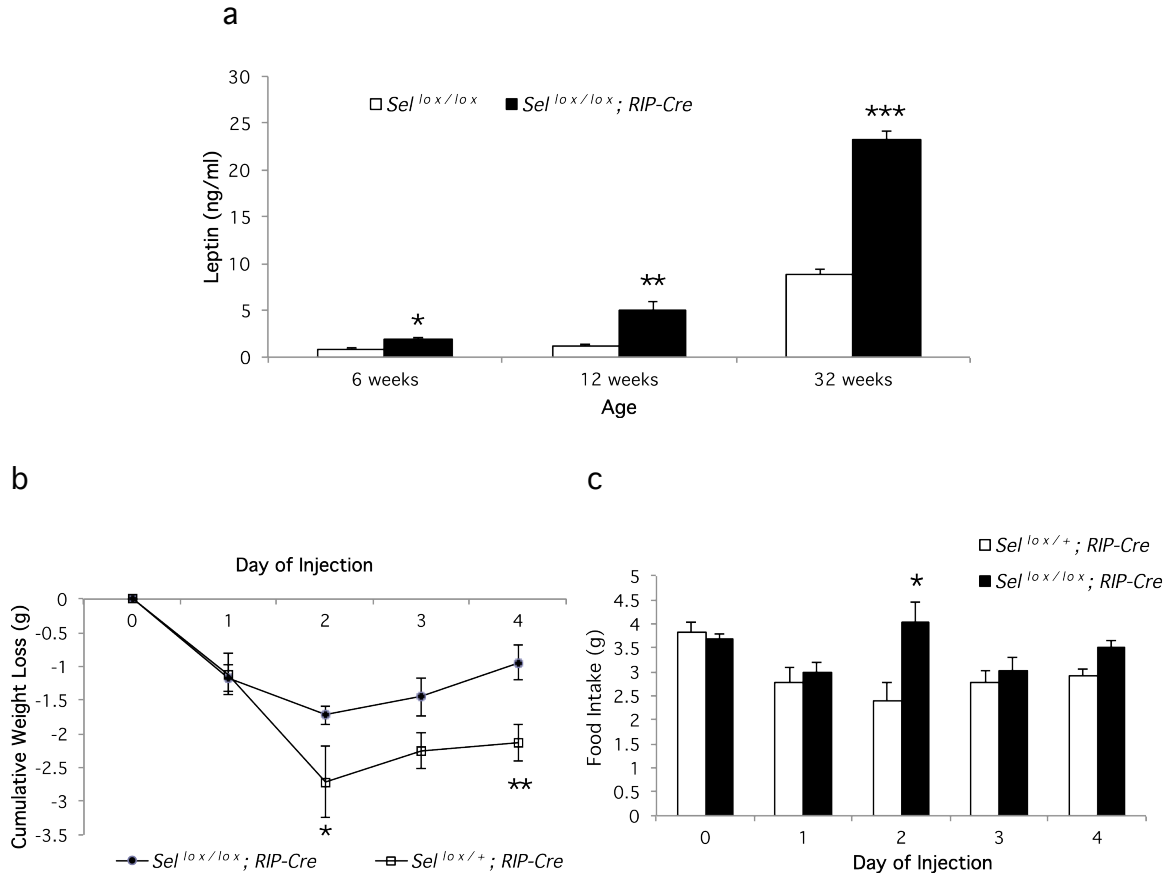 a
30
25
20
15
10
5
0
Leptin (ng/ml)
Sel lox/lox
Sel lox/lox; RIP-Cre
*
**
***
6 weeks 12 weeks 32 weeks
Age
b
Day of Injection
0
-0.5
-1
-1.5
-2
-2.5
-3
-3.5
Cumulative Weight Loss (g)
0 1 2 3 4
*
**
Sel lox/lox; RIP-Cre
Sel lox/+; RIP-Cre
c
Sel lox/+; RIP-Cre
Sel lox/lox; RIP-Cre
5
4.5
4
3.5
3
2.5
2
1.5
1
0.5
0
Food Intake (g)
*
0 1 2 3 4
Day of Injection